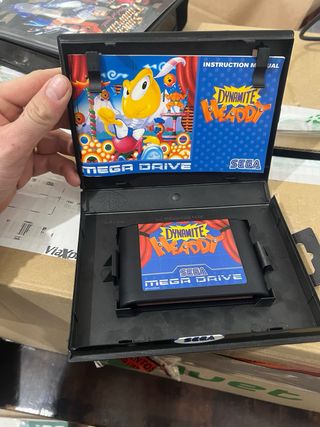 INSTRUCTION MANUAL
DYNAMITE
HEADDY
SEGA
MEGA DRIVE
DYNAMITE
HEADDY
SEGA
MEGA DRIVE
SEGA